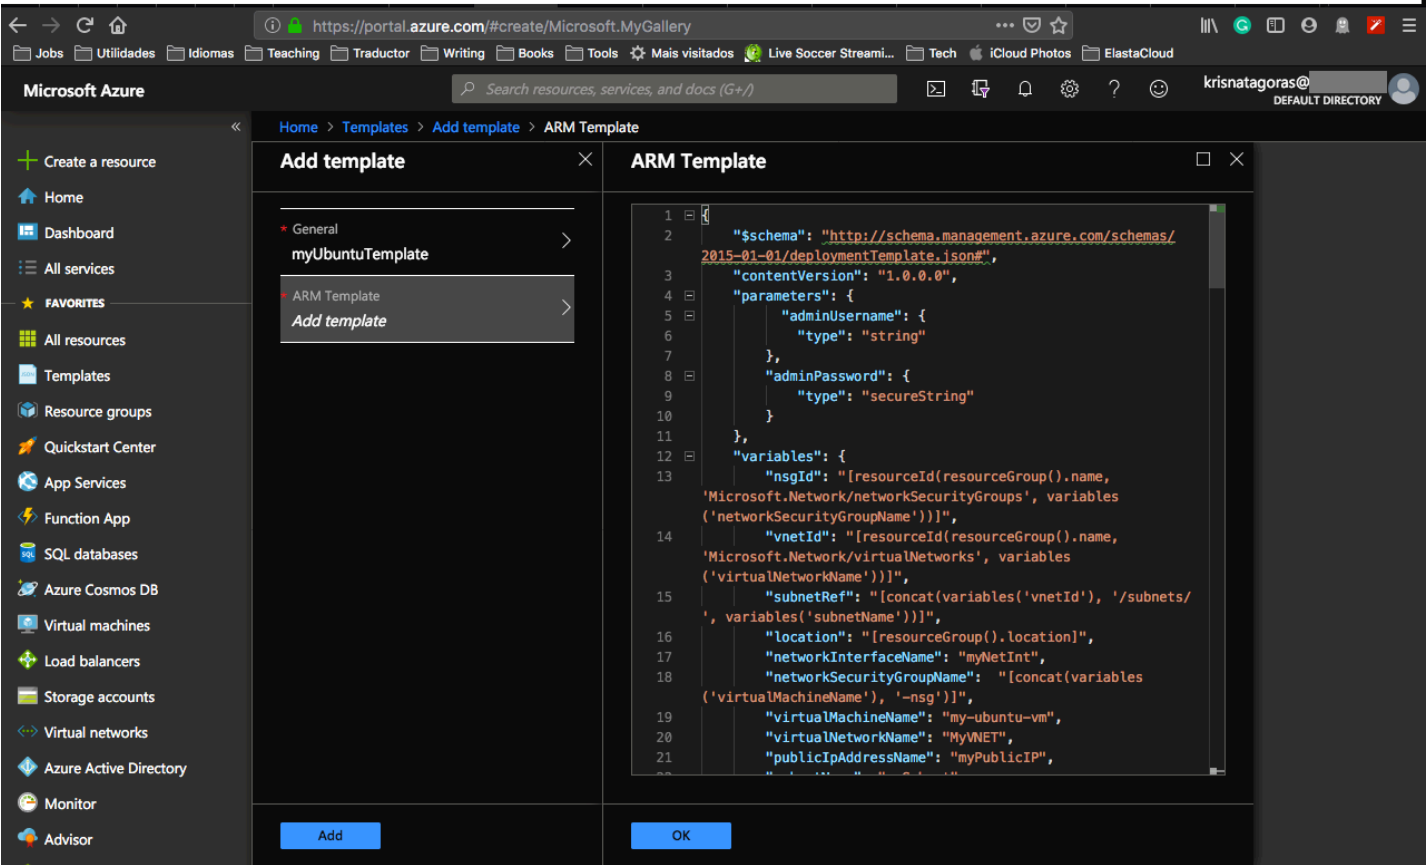 https://portal.azure.com/#create/Microsoft.MyGallery
Jobs Utilidades Idiomas Teaching Traductor Writing Books Tools Mais visitados Live Soccer Streami... Tech iCloud Photos ElastaCloud
Microsoft Azure
Search resources, services, and docs (G+/)
krisnatagoras@
DEFAULT DIRECTORY
Home > Templates > Add template > ARM Template
Create a resource
Home
Dashboard
All services
FAVORITES
All resources
Templates
Resource groups
Quickstart Center
App Services
Function App
SQL databases
Azure Cosmos DB
Virtual machines
Load balancers
Storage accounts
Virtual networks
Azure Active Directory
Monitor
Advisor
Add template
* General
myUbuntuTemplate
* ARM Template
Add template
Add
ARM Template
1 {
2 "$schema": "http://schema.management.azure.com/schemas/
2015-01-01/deploymentTemplate.json#",
3 "contentVersion": "1.0.0.0",
4 "parameters": {
5 "adminUsername": {
6 "type": "string"
7 },
8 "adminPassword": {
9 "type": "secureString"
10 }
11 },
12 "variables": {
13 "nsgId": "[resourceId(resourceGroup().name,
'Microsoft.Network/networkSecurityGroups', variables
('networkSecurityGroupName'))]",
14 "vnetId": "[resourceId(resourceGroup().name,
'Microsoft.Network/virtualNetworks', variables
('virtualNetworkName'))]",
15 "subnetRef": "[concat(variables('vnetId'), '/subnets/
', variables('subnetName'))]",
16 "location": "[resourceGroup().location]",
17 "networkInterfaceName": "myNetInt",
18 "networkSecurityGroupName": "[concat(variables
('virtualMachineName'), '-nsg')]",
19 "virtualMachineName": "my-ubuntu-vm",
20 "virtualNetworkName": "MyVNET",
21 "publicIpAddressName": "myPublicIP",
OK